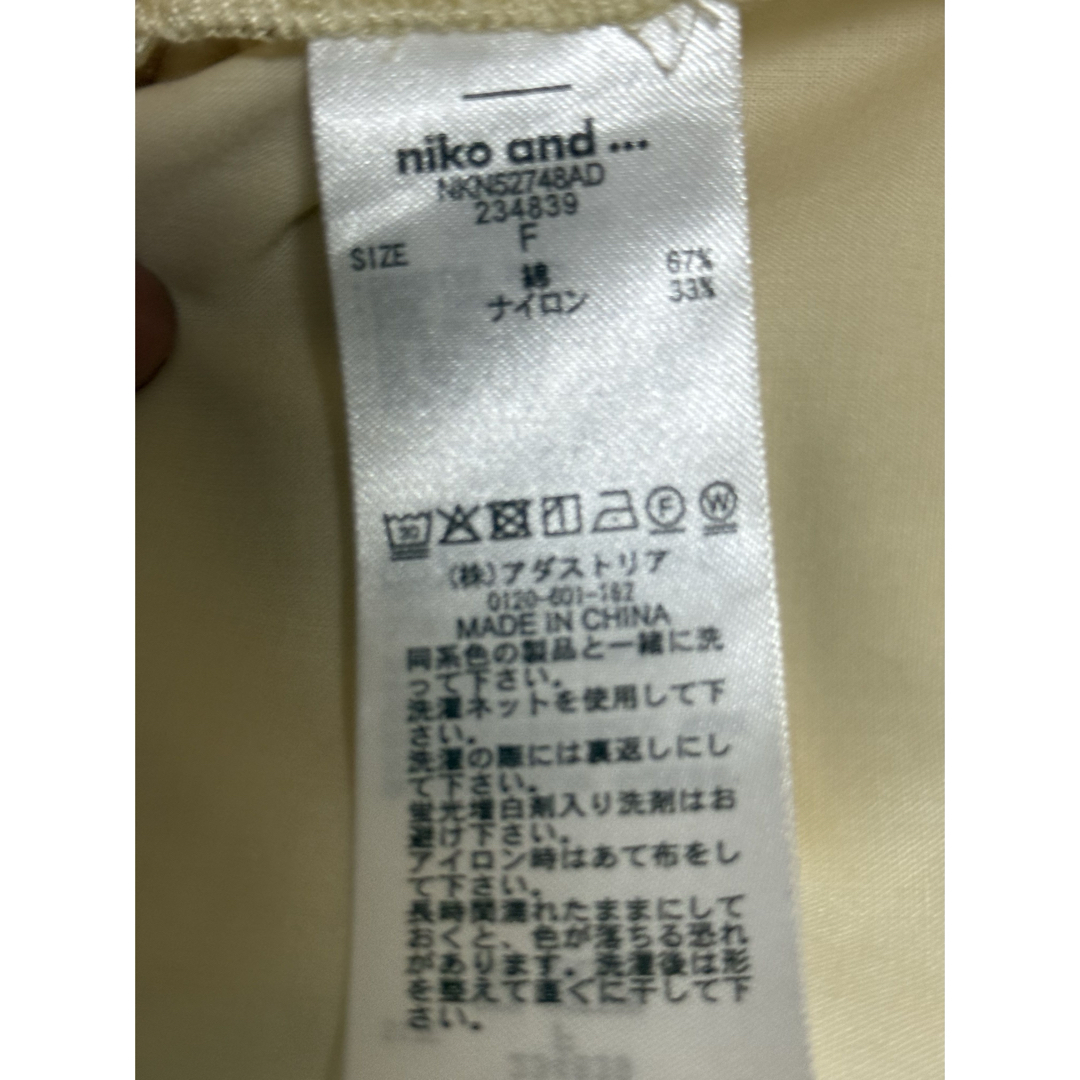 niko and ...
NKN52748AD
234839
SIZE F
綿 67%
ナイロン 33%
30 F W
(株)アダストリア
0120-601-162
MADE IN CHINA
同系色の製品と一緒に洗
って下さい。
洗濯ネットを使用して下
さい。
洗濯の際には裏返しにし
て下さい。
蛍光増白剤入り洗剤はお
避け下さい。
アイロン時はあて布をし
て下さい。
長時間濡れたままにして
おくと、色が落ちる恐れ
があります。洗濯後は形
を整えて直ぐに干して下
さい。